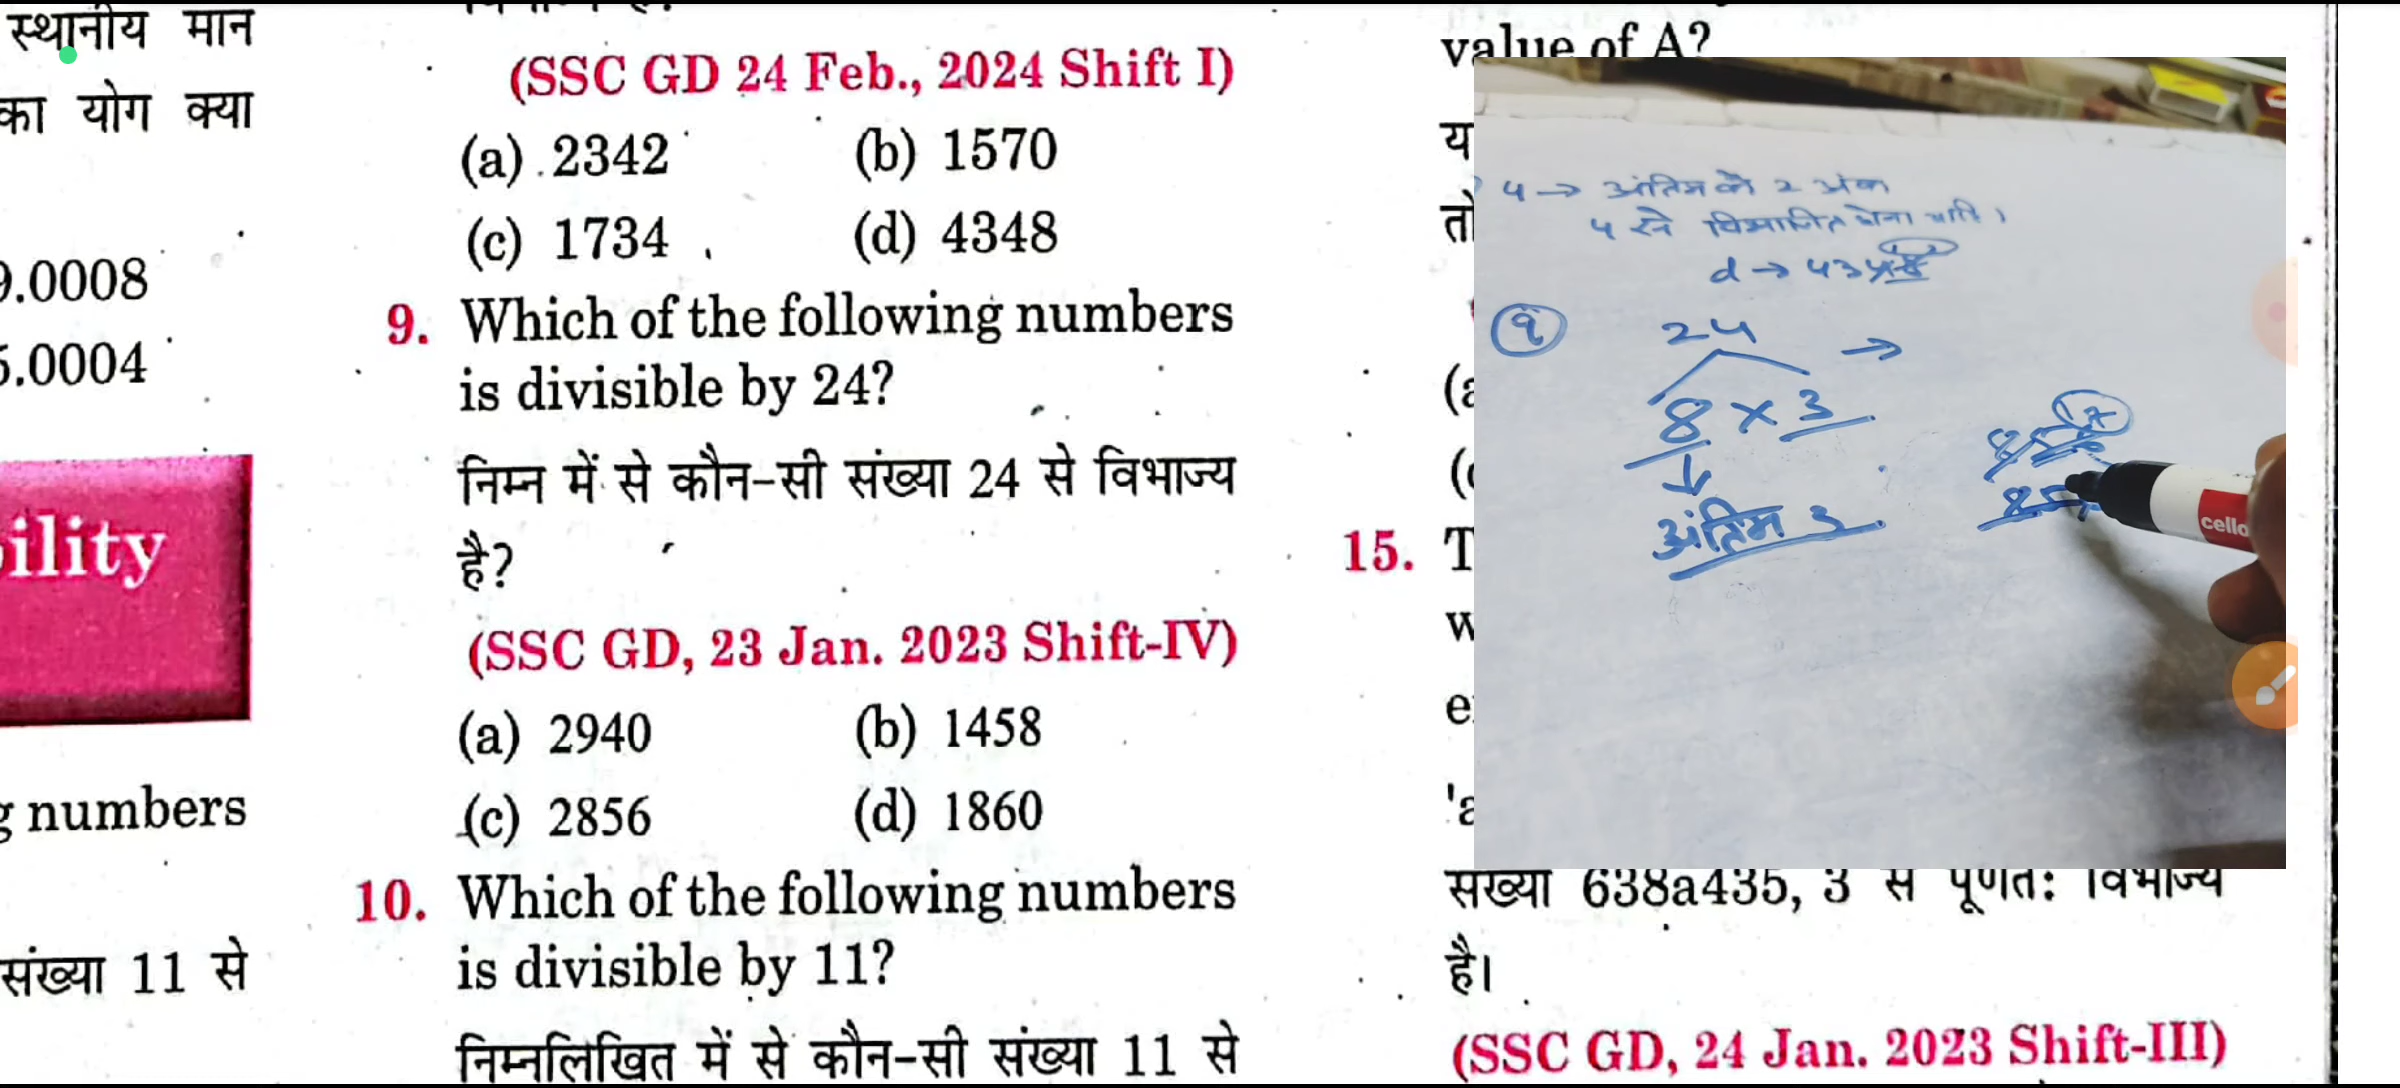 स्थानीय मान
का योग क्या
9.0008
5.0004
ility
g numbers
संख्या 11 से
(SSC GD 24 Feb., 2024 Shift I)
(a) 2342 (b) 1570
(c) 1734 (d) 4348
9. Which of the following numbers
is divisible by 24?
निम्न में से कौन-सी संख्या 24 से विभाज्य
है?
(SSC GD, 23 Jan. 2023 Shift-IV)
(a) 2940 (b) 1458
(c) 2856 (d) 1860
10. Which of the following numbers
is divisible by 11?
निम्नलिखित में से कौन-सी संख्या 11 से
value of A?
य
तो
(a
(c
15. T
w
e
'a
संख्या 638a435, 3 से पूर्णतः विभाज्य
है।
(SSC GD, 24 Jan. 2023 Shift-III)
4 → अंतिम के 2 अंक
4 से विभाजित होना
d → 4348
9 24 →
8 × 3
अंतिम 3
cello